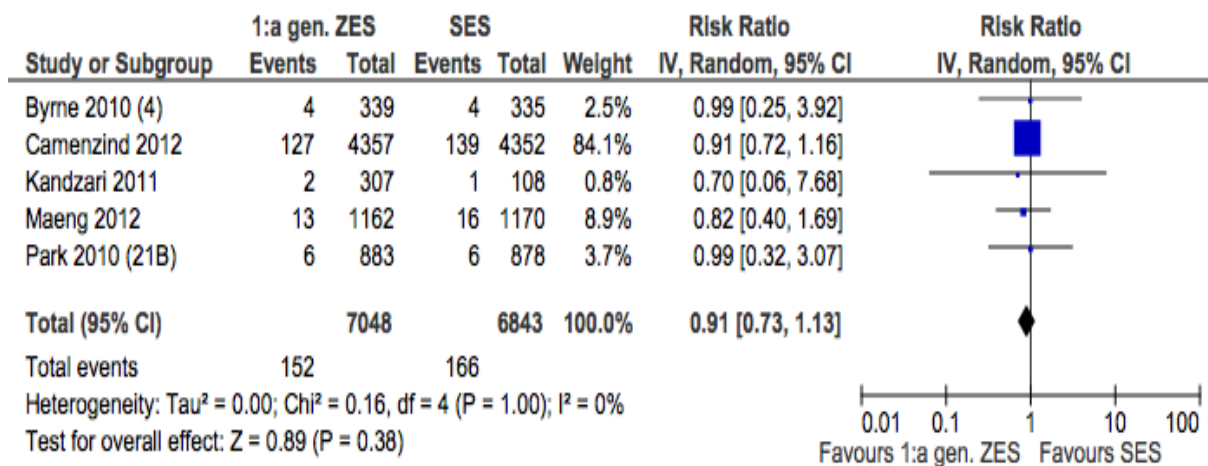 1:a gen. ZES SES Risk Ratio Risk Ratio
Study or Subgroup Events Total Events Total Weight IV, Random, 95% CI IV, Random, 95% CI
Byrne 2010 (4) 4 339 4 335 2.5% 0.99 [0.25, 3.92]
Camenzind 2012 127 4357 139 4352 84.1% 0.91 [0.72, 1.16]
Kandzari 2011 2 307 1 108 0.8% 0.70 [0.06, 7.68]
Maeng 2012 13 1162 16 1170 8.9% 0.82 [0.40, 1.69]
Park 2010 (21B) 6 883 6 878 3.7% 0.99 [0.32, 3.07]
Total (95% CI) 7048 6843 100.0% 0.91 [0.73, 1.13]
Total events 152 166
Heterogeneity: Tau² = 0.00; Chi² = 0.16, df = 4 (P = 1.00); I² = 0%
Test for overall effect: Z = 0.89 (P = 0.38)
0.01 0.1 1 10 100
Favours 1:a gen. ZES Favours SES